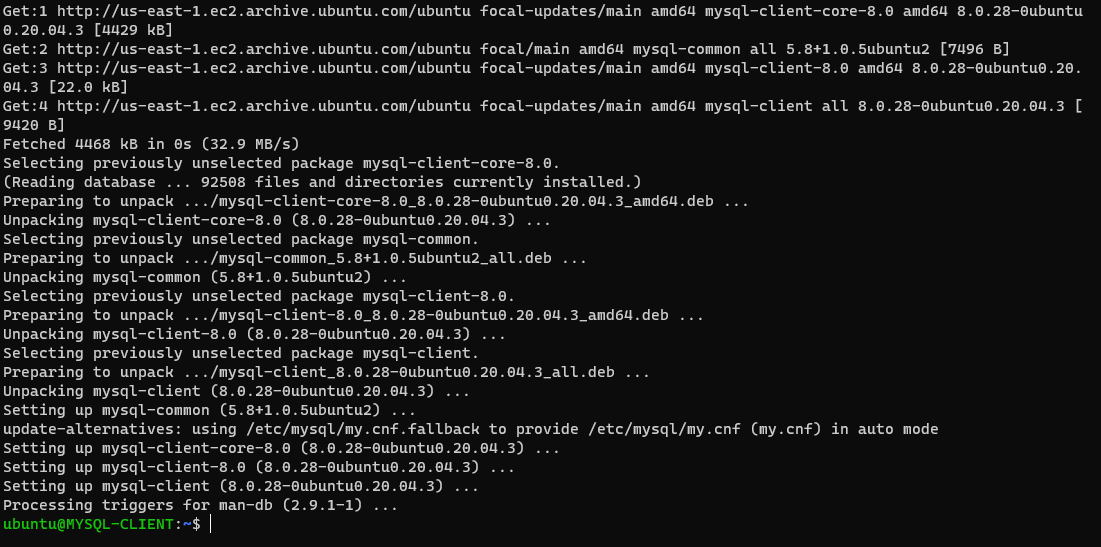 Get:1 http://us-east-1.ec2.archive.ubuntu.com/ubuntu focal-updates/main amd64 mysql-client-core-8.0 amd64 8.0.28-0ubuntu
0.20.04.3 [4429 kB]
Get:2 http://us-east-1.ec2.archive.ubuntu.com/ubuntu focal/main amd64 mysql-common all 5.8+1.0.5ubuntu2 [7496 B]
Get:3 http://us-east-1.ec2.archive.ubuntu.com/ubuntu focal-updates/main amd64 mysql-client-8.0 amd64 8.0.28-0ubuntu0.20.
04.3 [22.0 kB]
Get:4 http://us-east-1.ec2.archive.ubuntu.com/ubuntu focal-updates/main amd64 mysql-client all 8.0.28-0ubuntu0.20.04.3 [
9420 B]
Fetched 4468 kB in 0s (32.9 MB/s)
Selecting previously unselected package mysql-client-core-8.0.
(Reading database ... 92508 files and directories currently installed.)
Preparing to unpack .../mysql-client-core-8.0_8.0.28-0ubuntu0.20.04.3_amd64.deb ...
Unpacking mysql-client-core-8.0 (8.0.28-0ubuntu0.20.04.3) ...
Selecting previously unselected package mysql-common.
Preparing to unpack .../mysql-common_5.8+1.0.5ubuntu2_all.deb ...
Unpacking mysql-common (5.8+1.0.5ubuntu2) ...
Selecting previously unselected package mysql-client-8.0.
Preparing to unpack .../mysql-client-8.0_8.0.28-0ubuntu0.20.04.3_amd64.deb ...
Unpacking mysql-client-8.0 (8.0.28-0ubuntu0.20.04.3) ...
Selecting previously unselected package mysql-client.
Preparing to unpack .../mysql-client_8.0.28-0ubuntu0.20.04.3_all.deb ...
Unpacking mysql-client (8.0.28-0ubuntu0.20.04.3) ...
Setting up mysql-common (5.8+1.0.5ubuntu2) ...
update-alternatives: using /etc/mysql/my.cnf.fallback to provide /etc/mysql/my.cnf (my.cnf) in auto mode
Setting up mysql-client-core-8.0 (8.0.28-0ubuntu0.20.04.3) ...
Setting up mysql-client-8.0 (8.0.28-0ubuntu0.20.04.3) ...
Setting up mysql-client (8.0.28-0ubuntu0.20.04.3) ...
Processing triggers for man-db (2.9.1-1) ...
ubuntu@MYSQL-CLIENT:~$